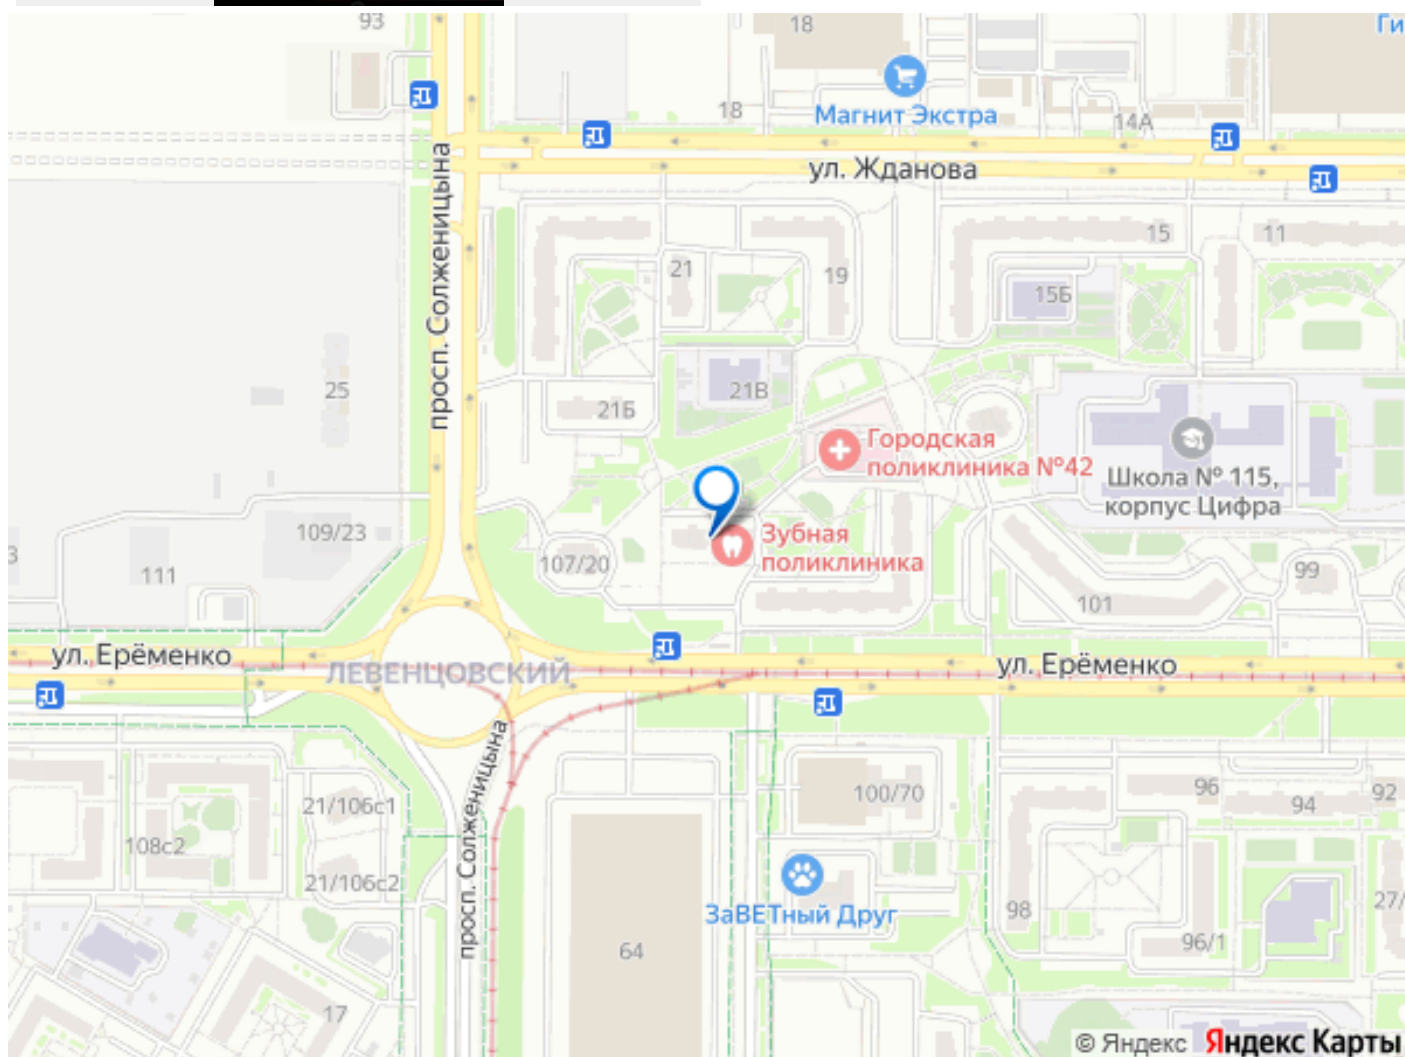 93
18
Ги
Магнит Экстра
18
14А
ул. Жданова
просп. Солженицына
15
11
21
19
15Б
25
21В
21Б
Городская
поликлиника №42
Школа № 115,
корпус Цифра
109/23
Зубная
поликлиника
3
111
107/20
99
101
ул. Ерёменко
ЛЕВЕНЦОВСКИЙ
ул. Ерёменко
просп. Солженицына
100/70
96
94
92
21/106с1
108с2
21/106с2
ЗаВЕТный Друг
98
27/
96/1
64
17
© Яндекс Яндекс Карты